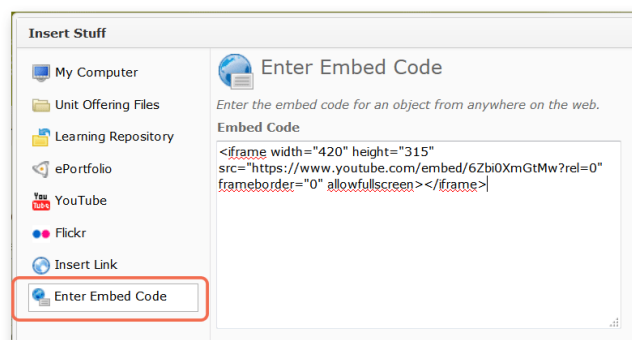 Insert Stuff
My Computer
Unit Offering Files
Learning Repository
ePortfolio
You
Tube
YouTube
Flickr
Insert Link
Enter Embed Code
Enter Embed Code
Enter the embed code for an object from anywhere on the web.
Embed Code
<iframe width="420" height="315"
src="https://www.youtube.com/embed/6Zbi0XmGtMw?rel=0"
frameborder="0" allowfullscreen></iframe>